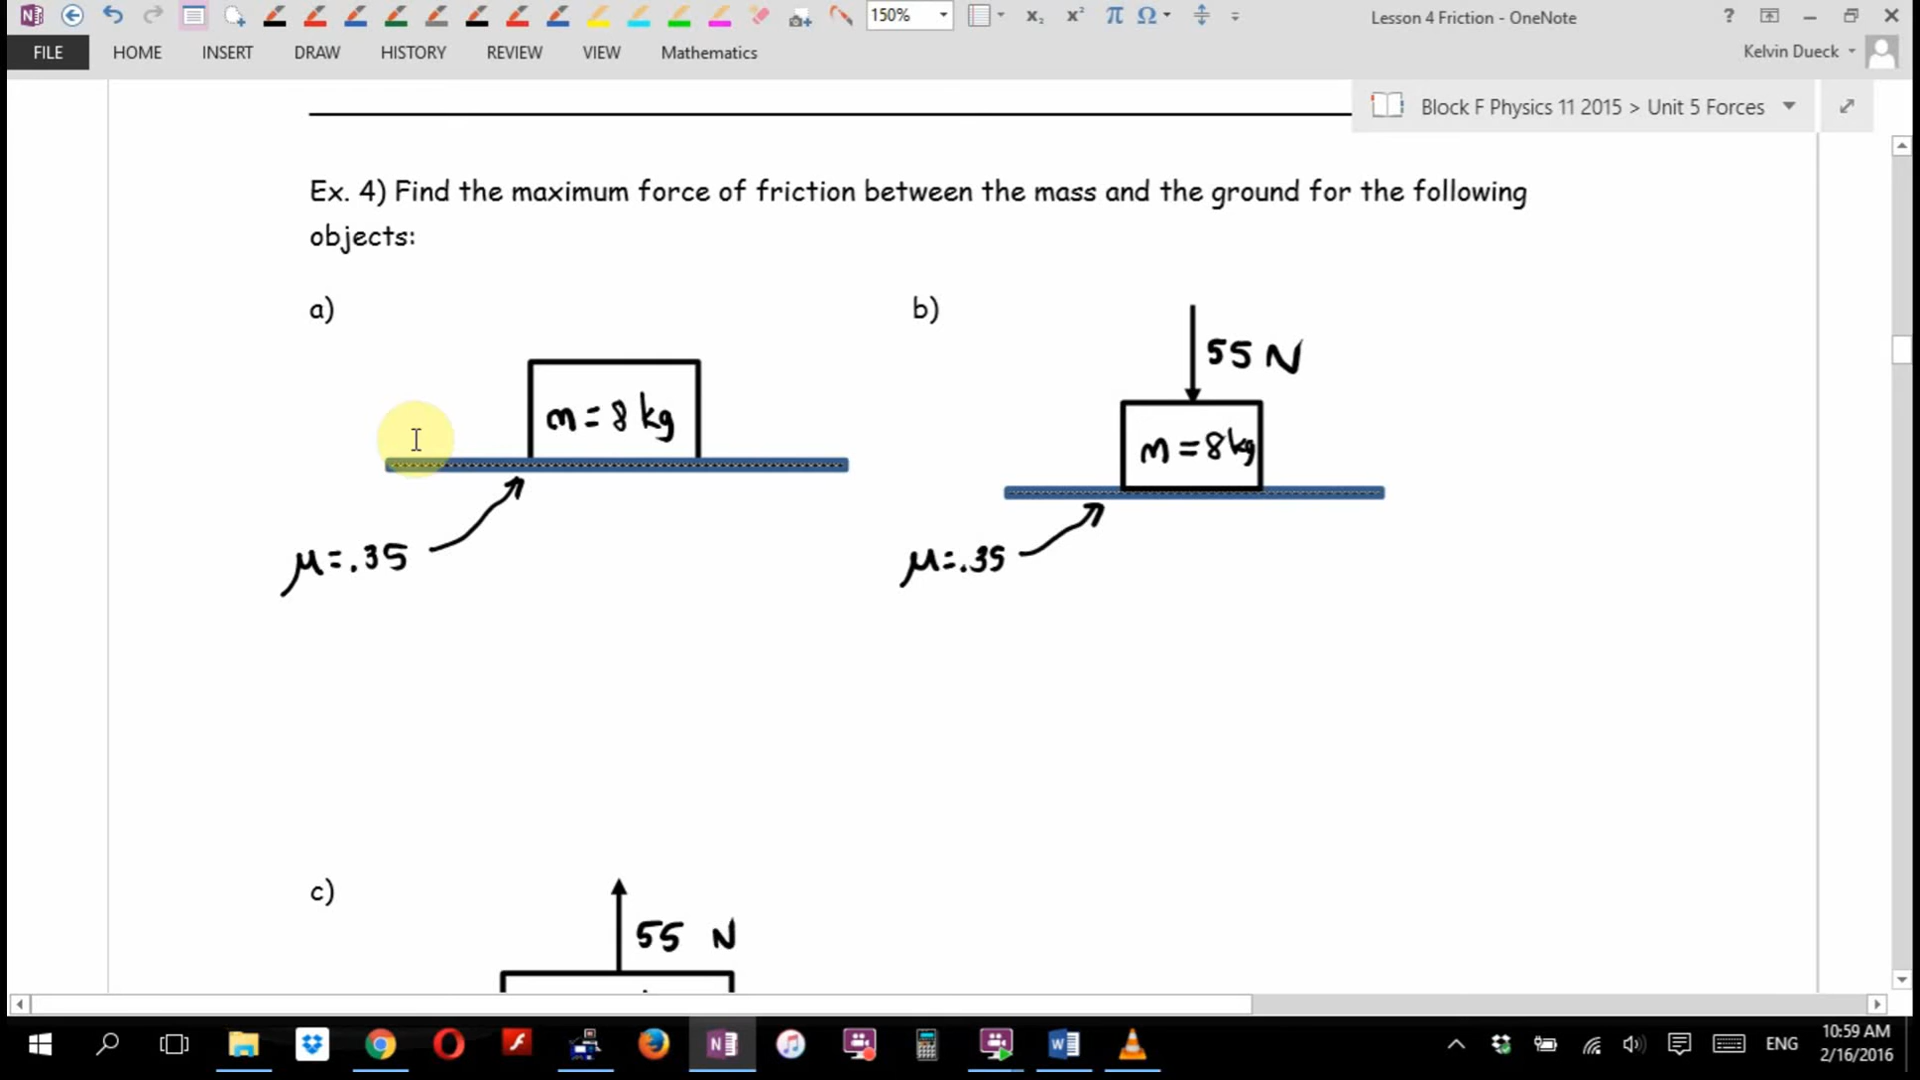 150%
x₂ x² π Ω
Lesson 4 Friction - OneNote
?
FILE HOME INSERT DRAW HISTORY REVIEW VIEW Mathematics
Kelvin Dueck
Block F Physics 11 2015 > Unit 5 Forces
Ex. 4) Find the maximum force of friction between the mass and the ground for the following
objects:
a)
m = 8 kg
μ = .35
b)
55 N
m = 8 kg
μ = .35
c)
55 N
ENG
10:59 AM
2/16/2016